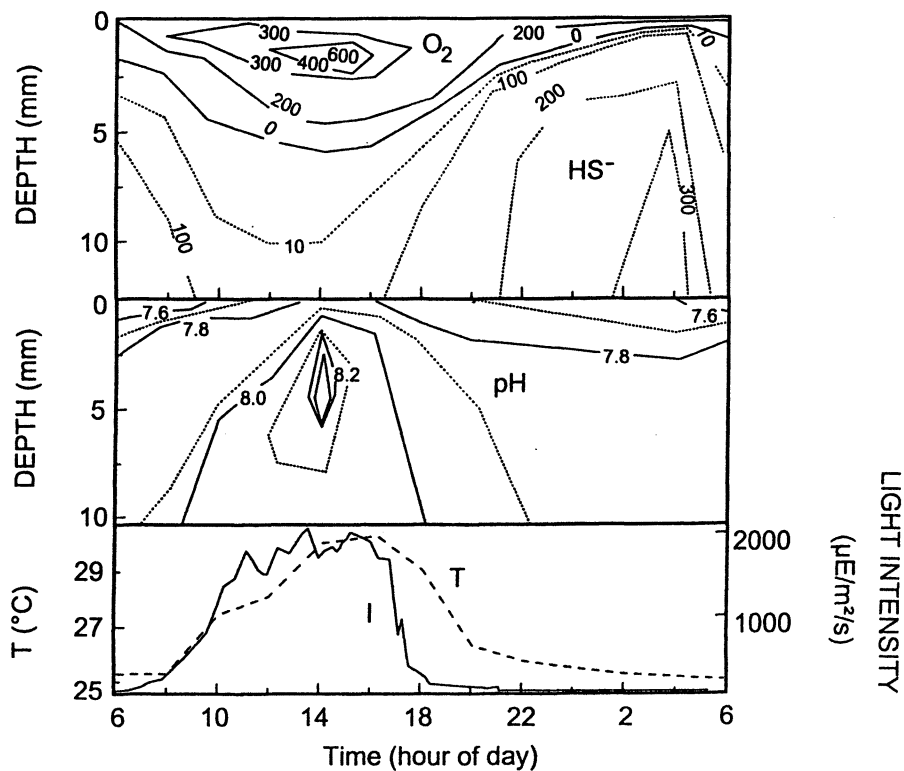 0
5
10
DEPTH (mm)
300
300
400
600
O₂
200
0
200
0
100
200
10
HS⁻
100
10
300
0
5
10
DEPTH (mm)
7.6
7.8
8.0
8.2
pH
7.8
7.6
29
27
25
T (°C)
I
T
2000
1000
LIGHT INTENSITY
(µE/m²/s)
6 10 14 18 22 2 6
Time (hour of day)